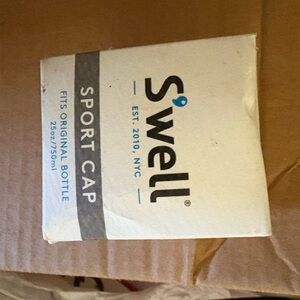 S'well®
EST. 2010, NYC
SPORT CAP
FITS ORIGINAL BOTTLE
25oz/750ml